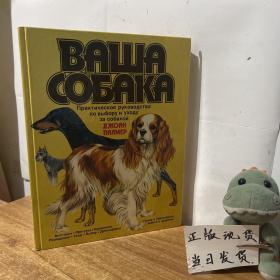 ВАША
СОБАКА
Практическое руководство
по выбору и уходу
за собакой
ДЖОАН
ПАЛМЕР
正版现货
当日发货